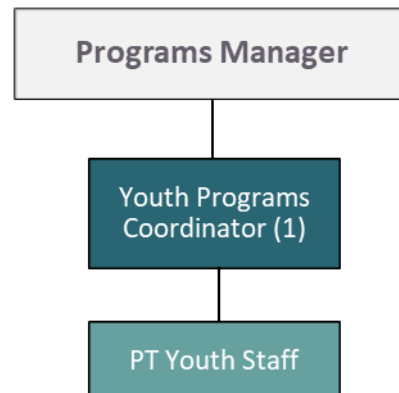 Programs Manager
Youth Programs
Coordinator (1)
PT Youth Staff